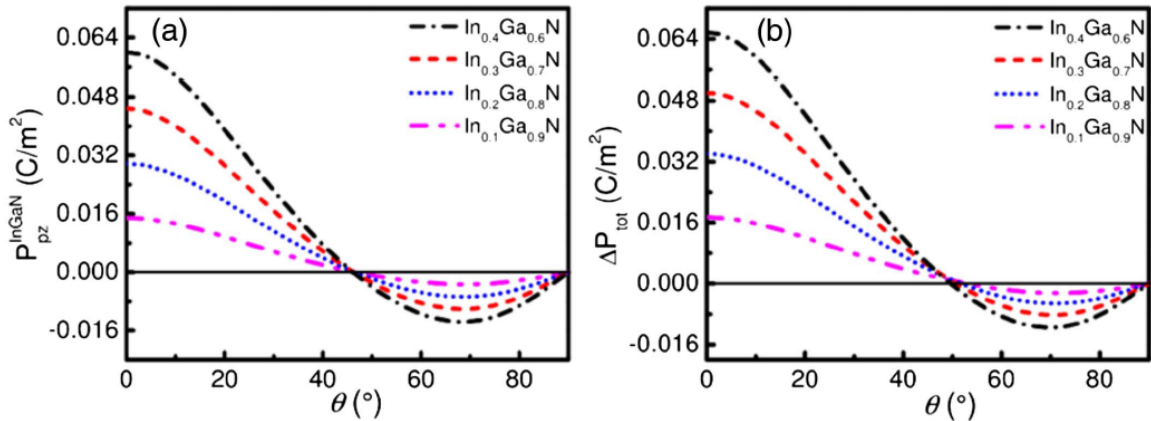 (a)
In0.4Ga0.6N
In0.3Ga0.7N
In0.2Ga0.8N
In0.1Ga0.9N
0.064
0.048
0.032
0.016
0.000
-0.016
P pz InGaN (C/m²)
0 20 40 60 80
θ (°)
(b)
In0.4Ga0.6N
In0.3Ga0.7N
In0.2Ga0.8N
In0.1Ga0.9N
0.064
0.048
0.032
0.016
0.000
-0.016
ΔPtot (C/m²)
0 20 40 60 80
θ (°)